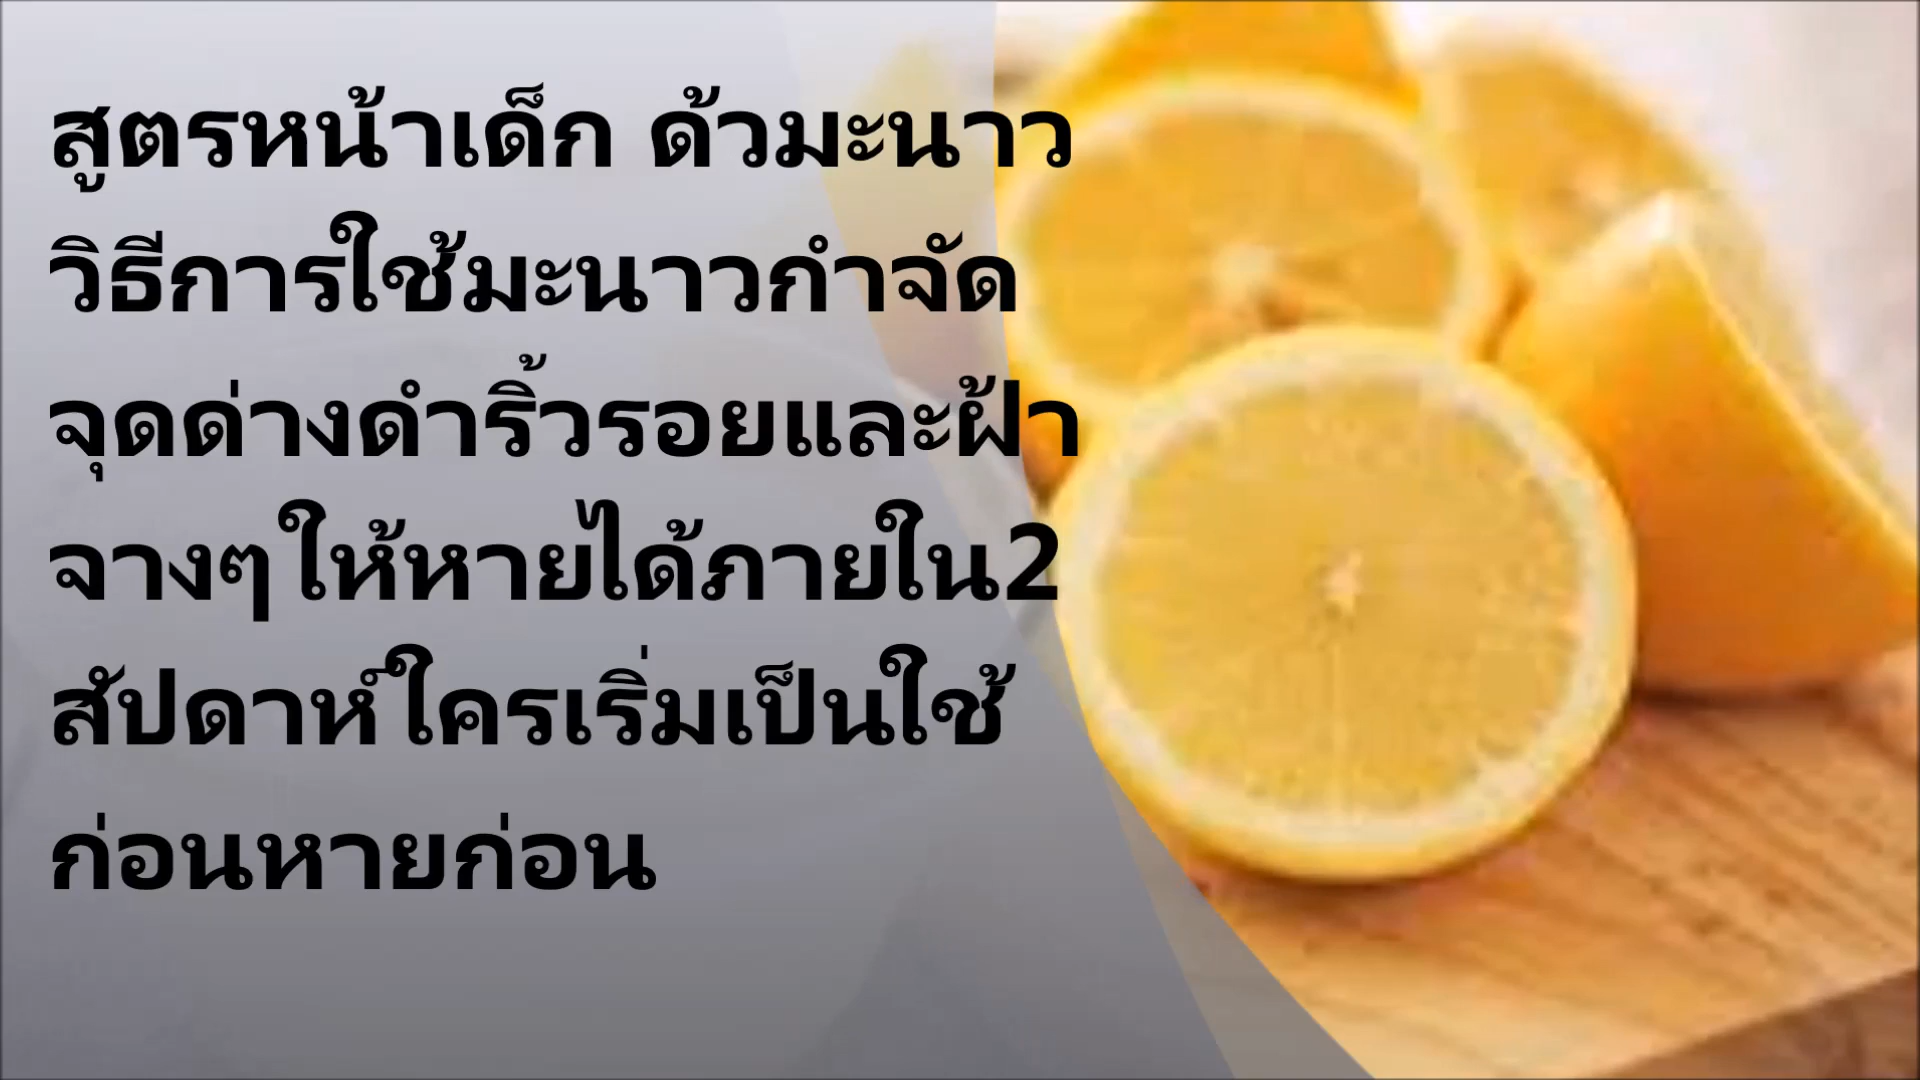 สูตรหน้าเด็ก ด้วมะนาว
วิธีการใช้มะนาวกำจัด
จุดด่างดำริ้วรอยและฝ้า
จางๆให้หายได้ภายใน2
สัปดาห์ใครเริ่มเป็นใช้
ก่อนหายก่อน